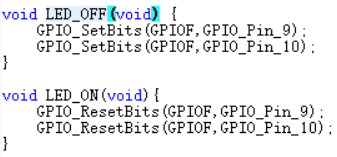 void LED_OFF(void) {
    GPIO_SetBits(GPIOF,GPIO_Pin_9);
    GPIO_SetBits(GPIOF,GPIO_Pin_10);
}

void LED_ON(void){
    GPIO_ResetBits(GPIOF,GPIO_Pin_9);
    GPIO_ResetBits(GPIOF,GPIO_Pin_10);
}